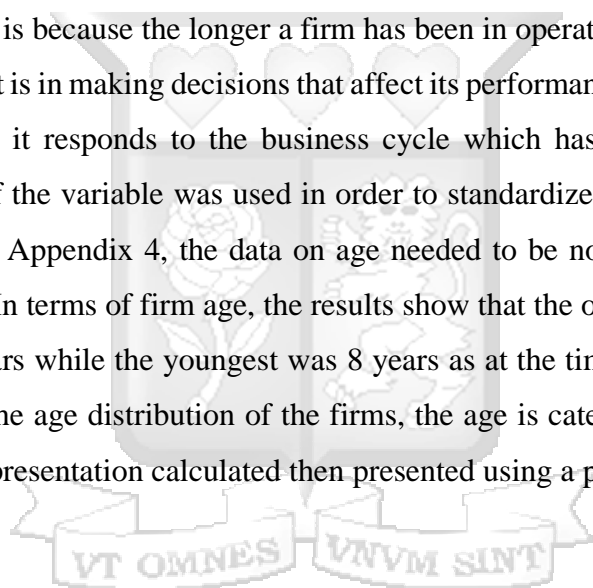 is because the longer a firm has been in operat
t is in making decisions that affect its performan
it responds to the business cycle which has
f the variable was used in order to standardize
Appendix 4, the data on age needed to be no
In terms of firm age, the results show that the o
ars while the youngest was 8 years as at the tim
he age distribution of the firms, the age is cate
presentation calculated then presented using a p
VT OMNES VNVM SINT